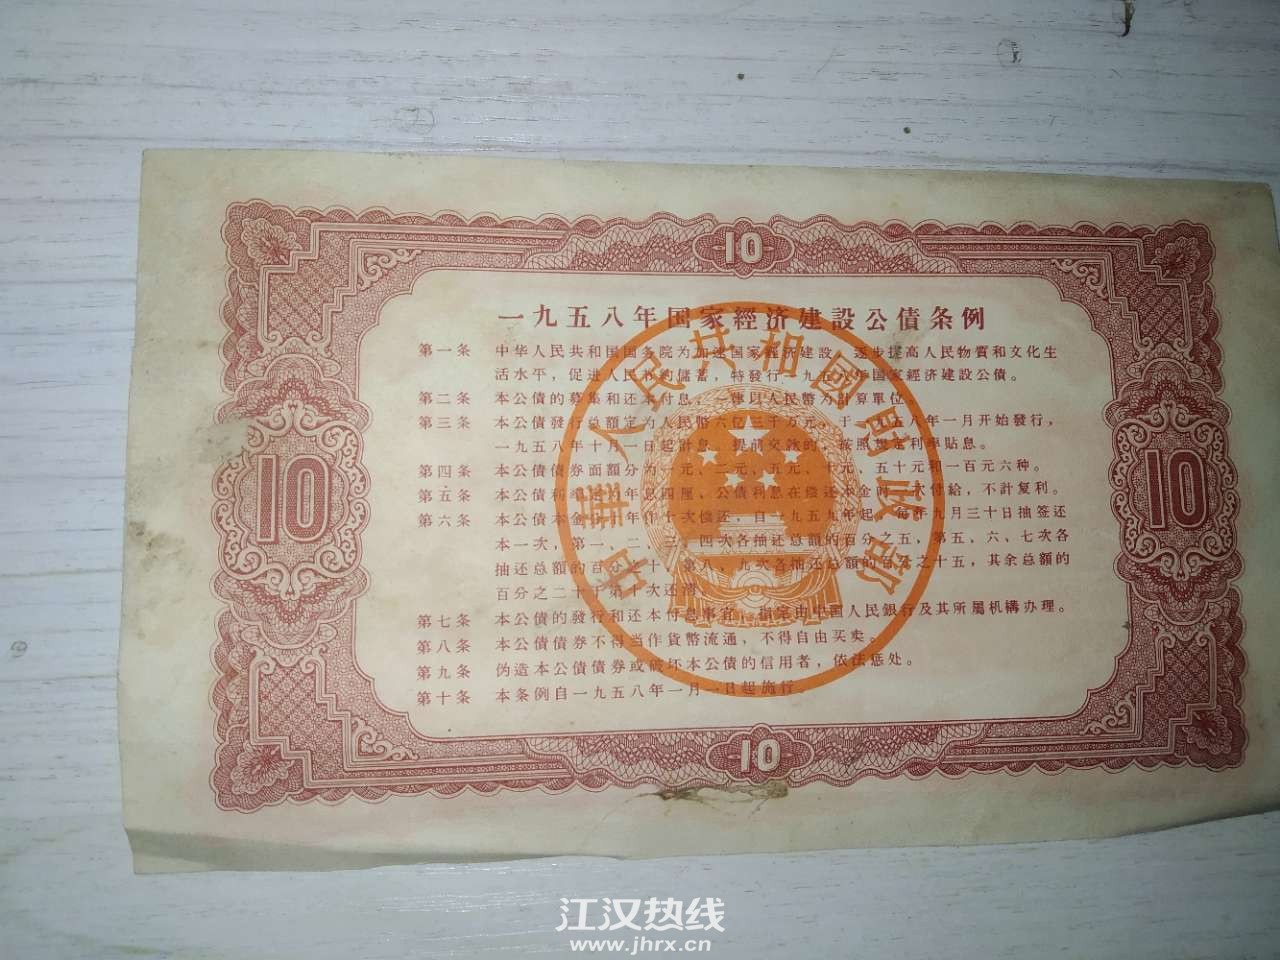 10
一九五八年国家經济建設公債条例
第一条 中华人民共和国国务院为加速国家經济建設，逐步提高人民物質和文化生
活水平，促进人民节約儲蓄，特發行一九五八年国家經济建設公債。
第二条 本公債的募集和还本付息，一律以人民幣为計算單位。
第三条 本公債發行总額定为人民幣六亿三千万元，于一九五八年一月开始發行，
一九五八年十月一日起計息，提前交款的，按照規定利率貼息。
第四条 本公債債券面額分为一元、二元、五元、十元、五十元和一百元六种。
第五条 本公債利率定为年息四厘，公債利息在償还本金时一次付給，不計复利。
第六条 本公債本金分十年作十次償还，自一九五九年起，每年九月三十日抽签还
本一次，第一、二、三、四次各抽还总額的百分之五，第五、六、七次各
抽还总額的百分之十，第八、九次各抽还总額的百分之十五，其余总額的
百分之二十于第十次还清。
第七条 本公債的發行和还本付息事宜，指定由中国人民銀行及其所屬机構办理。
第八条 本公債債券不得当作貨幣流通，不得自由买卖。
第九条 伪造本公債債券或破坏本公債的信用者，依法惩处。
第十条 本条例自一九五八年一月一日起施行。
中華人民共和國財政部
10
10
10
江汉热线
www.jhrx.cn